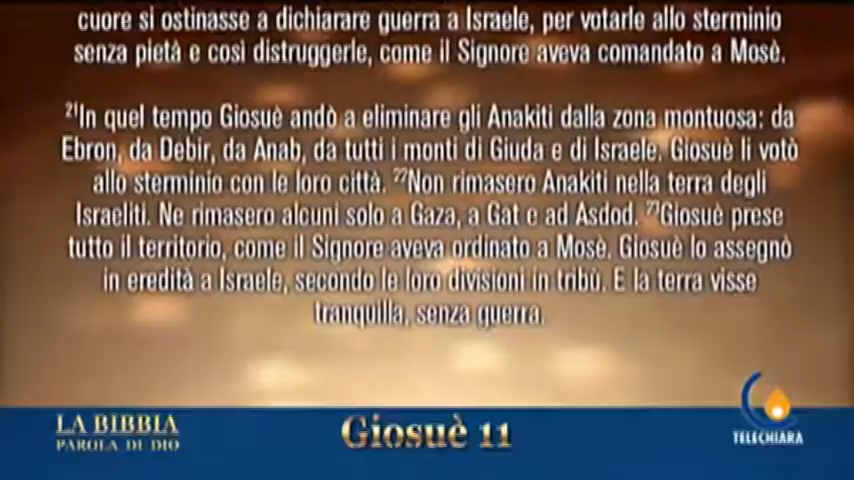 cuore si ostinasse a dichiarare guerra a Israele, per votarle allo sterminio
senza pietà e così distruggerle, come il Signore aveva comandato a Mosè.
²¹In quel tempo Giosuè andò a eliminare gli Anakiti dalla zona montuosa: da
Ebron, da Debir, da Anab, da tutti i monti di Giuda e di Israele. Giosuè li votò
allo sterminio con le loro città. ²²Non rimasero Anakiti nella terra degli
Israeliti. Ne rimasero alcuni solo a Gaza, a Gat e ad Asdod. ²³Giosuè prese
tutto il territorio, come il Signore aveva ordinato a Mosè. Giosuè lo assegnò
in eredità a Israele, secondo le loro divisioni in tribù. E la terra visse
tranquilla, senza guerra.
LA BIBBIA
PAROLA DI DIO
Giosuè 11
TELECHIARA